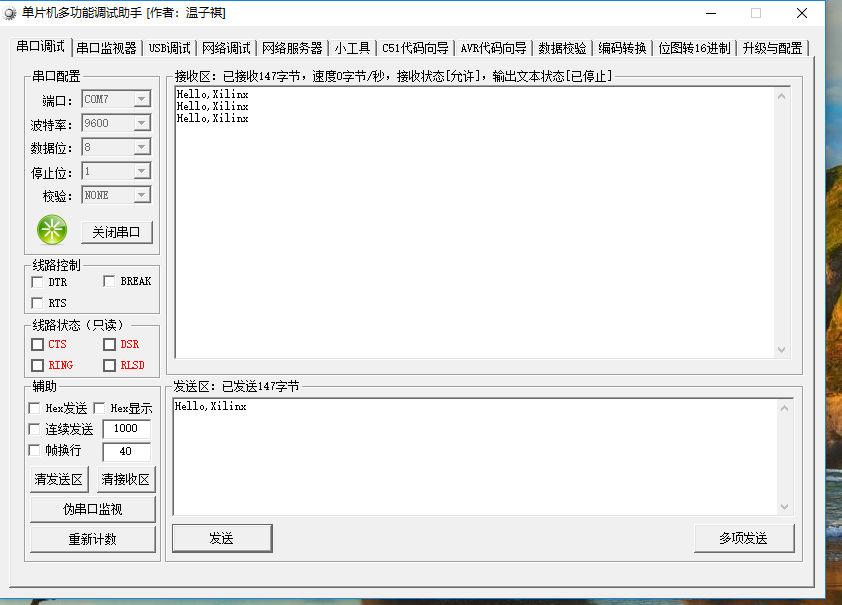 单片机多功能调试助手 [作者：温子祺]
串口调试 串口监视器 USB调试 网络调试 网络服务器 小工具 C51代码向导 AVR代码向导 数据校验 编码转换 位图转16进制 升级与配置
串口配置
端口： COM7
波特率： 9600
数据位： 8
停止位： 1
校验： NONE
关闭串口
线路控制
DTR BREAK
RTS
线路状态（只读）
CTS DSR
RING RLSD
辅助
Hex发送 Hex显示
连续发送 1000
帧换行 40
清发送区 清接收区
伪串口监视
重新计数
接收区：已接收147字节，速度0字节/秒，接收状态[允许]，输出文本状态[已停止]
Hello,Xilinx
Hello,Xilinx
Hello,Xilinx
发送区：已发送147字节
Hello,Xilinx
发送 多项发送